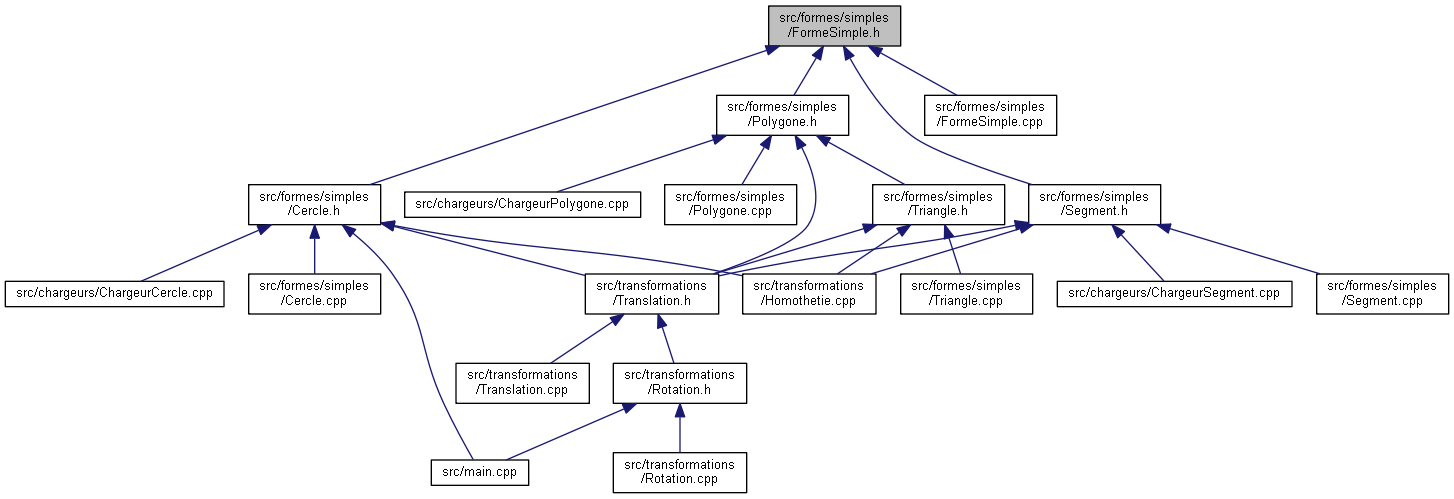 src/formes/simples
/FormeSimple.h
src/formes/simples
/Polygone.h
src/formes/simples
/FormeSimple.cpp
src/formes/simples
/Cercle.h
src/chargeurs/ChargeurPolygone.cpp
src/formes/simples
/Polygone.cpp
src/formes/simples
/Triangle.h
src/formes/simples
/Segment.h
src/chargeurs/ChargeurCercle.cpp
src/formes/simples
/Cercle.cpp
src/transformations
/Translation.h
src/transformations
/Homothetie.cpp
src/formes/simples
/Triangle.cpp
src/chargeurs/ChargeurSegment.cpp
src/formes/simples
/Segment.cpp
src/transformations
/Translation.cpp
src/transformations
/Rotation.h
src/main.cpp
src/transformations
/Rotation.cpp